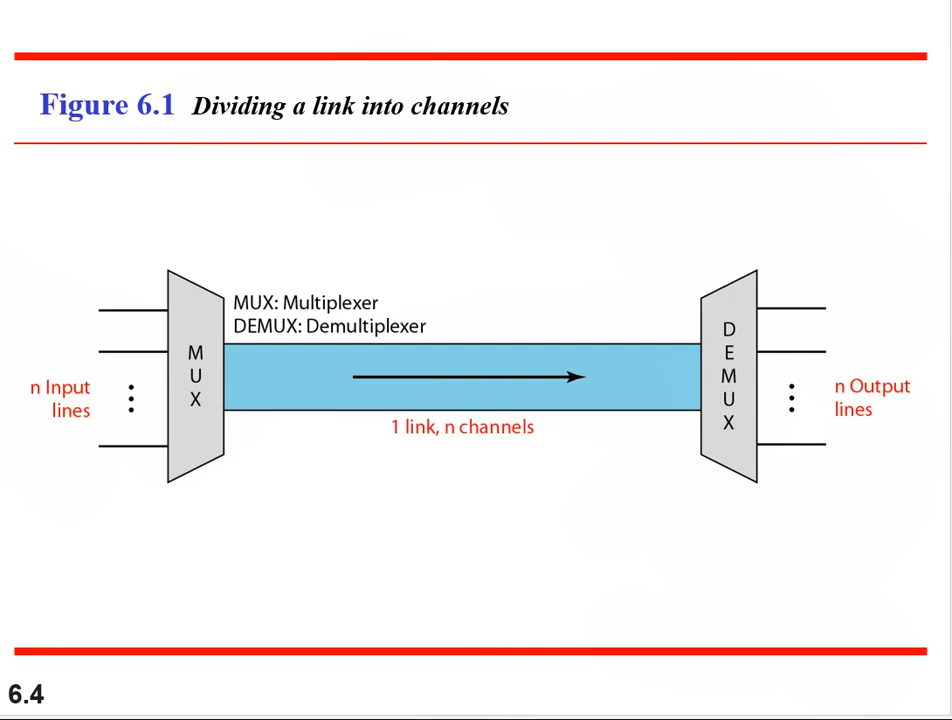 Figure 6.1 Dividing a link into channels
MUX: Multiplexer
DEMUX: Demultiplexer
n Input
lines
M
U
X
1 link, n channels
D
E
M
U
X
n Output
lines
6.4